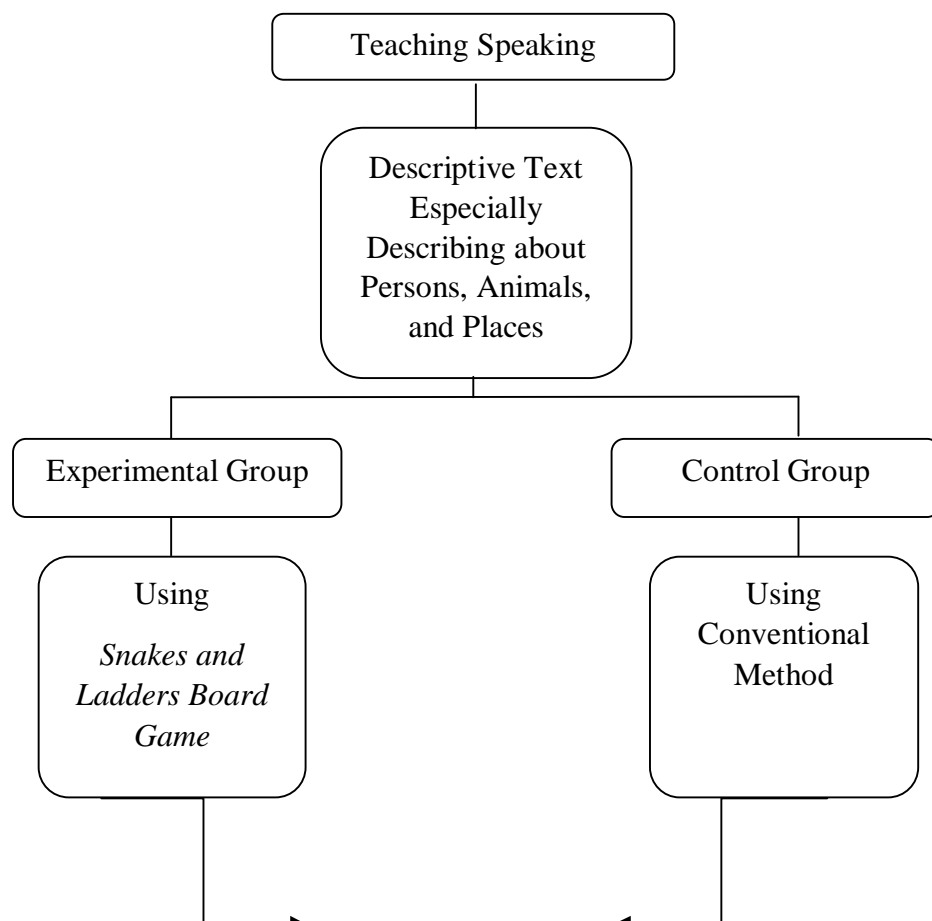 Teaching Speaking
Descriptive Text
Especially
Describing about
Persons, Animals,
and Places
Experimental Group
Control Group
Using
Snakes and
Ladders Board
Game
Using
Conventional
Method